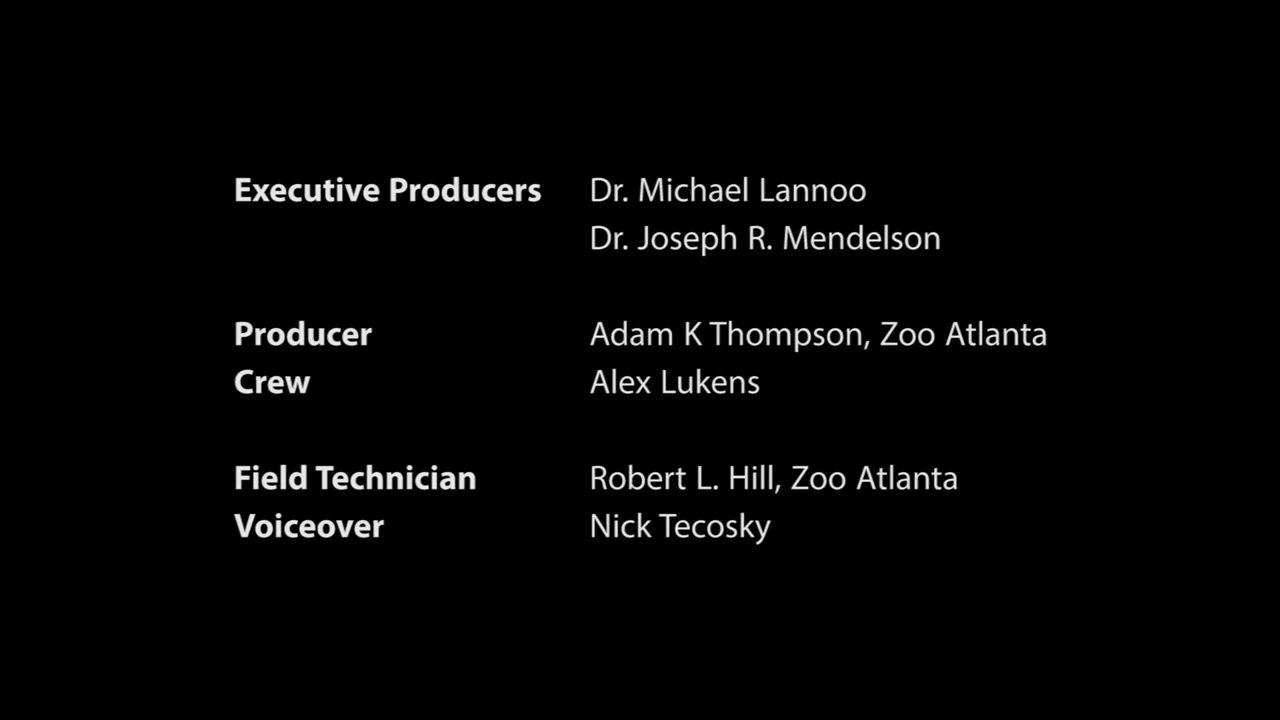 Executive Producers Dr. Michael Lannoo
Dr. Joseph R. Mendelson
Producer Adam K Thompson, Zoo Atlanta
Crew Alex Lukens
Field Technician Robert L. Hill, Zoo Atlanta
Voiceover Nick Tecosky